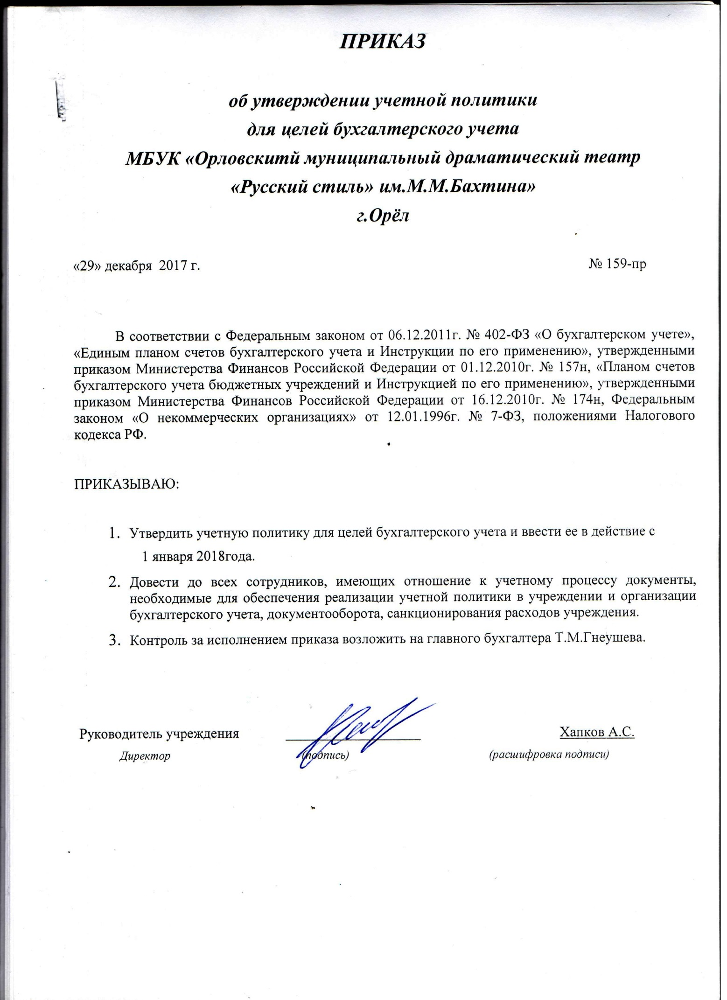 ПРИКАЗ
об утверждении учетной политики
для целей бухгалтерского учета
МБУК «Орловскитй муниципальный драматический театр
«Русский стиль» им.М.М.Бахтина»
г.Орёл
«29» декабря 2017 г. № 159-пр
В соответствии с Федеральным законом от 06.12.2011г. № 402-ФЗ «О бухгалтерском учете»,
«Единым планом счетов бухгалтерского учета и Инструкции по его применению», утвержденными
приказом Министерства Финансов Российской Федерации от 01.12.2010г. № 157н, «Планом счетов
бухгалтерского учета бюджетных учреждений и Инструкцией по его применению», утвержденными
приказом Министерства Финансов Российской Федерации от 16.12.2010г. № 174н, Федеральным
законом «О некоммерческих организациях» от 12.01.1996г. № 7-ФЗ, положениями Налогового
кодекса РФ.
ПРИКАЗЫВАЮ:
1. Утвердить учетную политику для целей бухгалтерского учета и ввести ее в действие с
1 января 2018года.
2. Довести до всех сотрудников, имеющих отношение к учетному процессу документы,
необходимые для обеспечения реализации учетной политики в учреждении и организации
бухгалтерского учета, документооборота, санкционирования расходов учреждения.
3. Контроль за исполнением приказа возложить на главного бухгалтера Т.М.Гнеушева.
Руководитель учреждения Хапков А.С.
Директор (подпись) (расшифровка подписи)